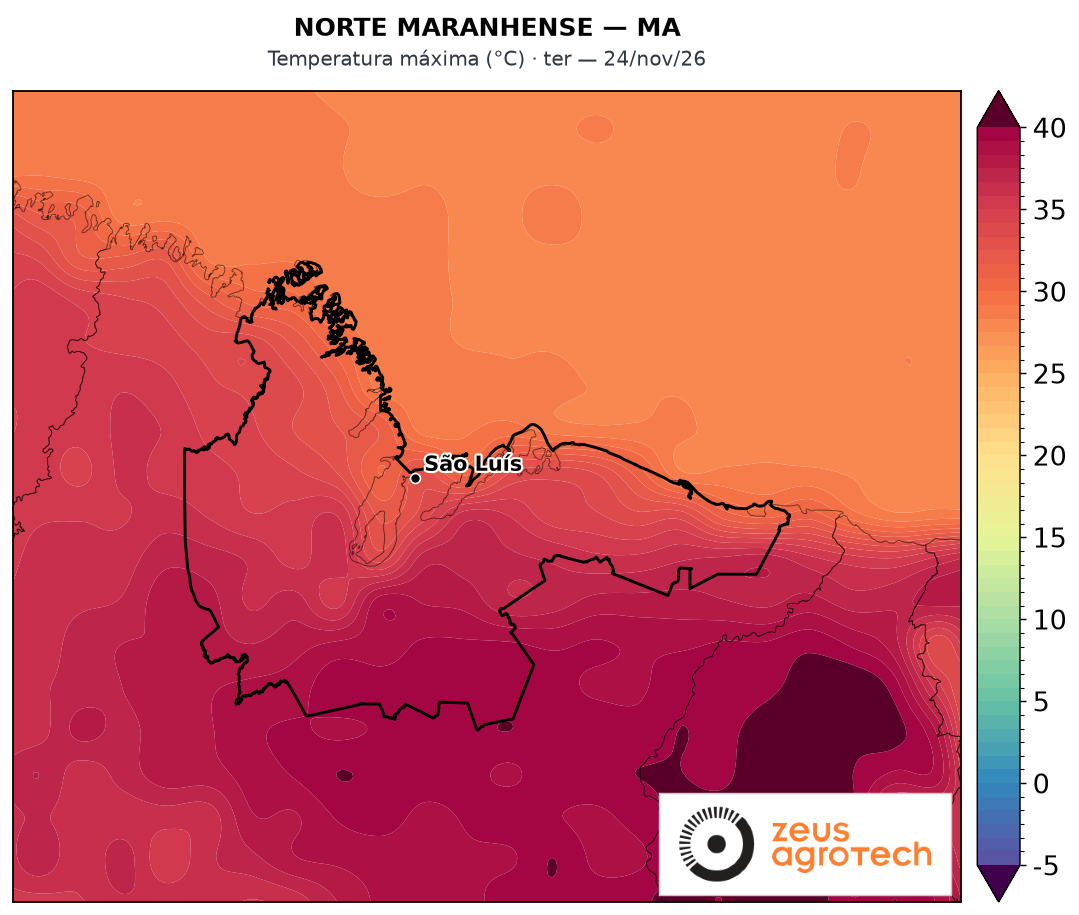 NORTE MARANHENSE — MA
Temperatura máxima (°C) · ter — 24/nov/26
40
35
30
25
20
15
10
5
0
-5
São Luís
zeus
agrotech